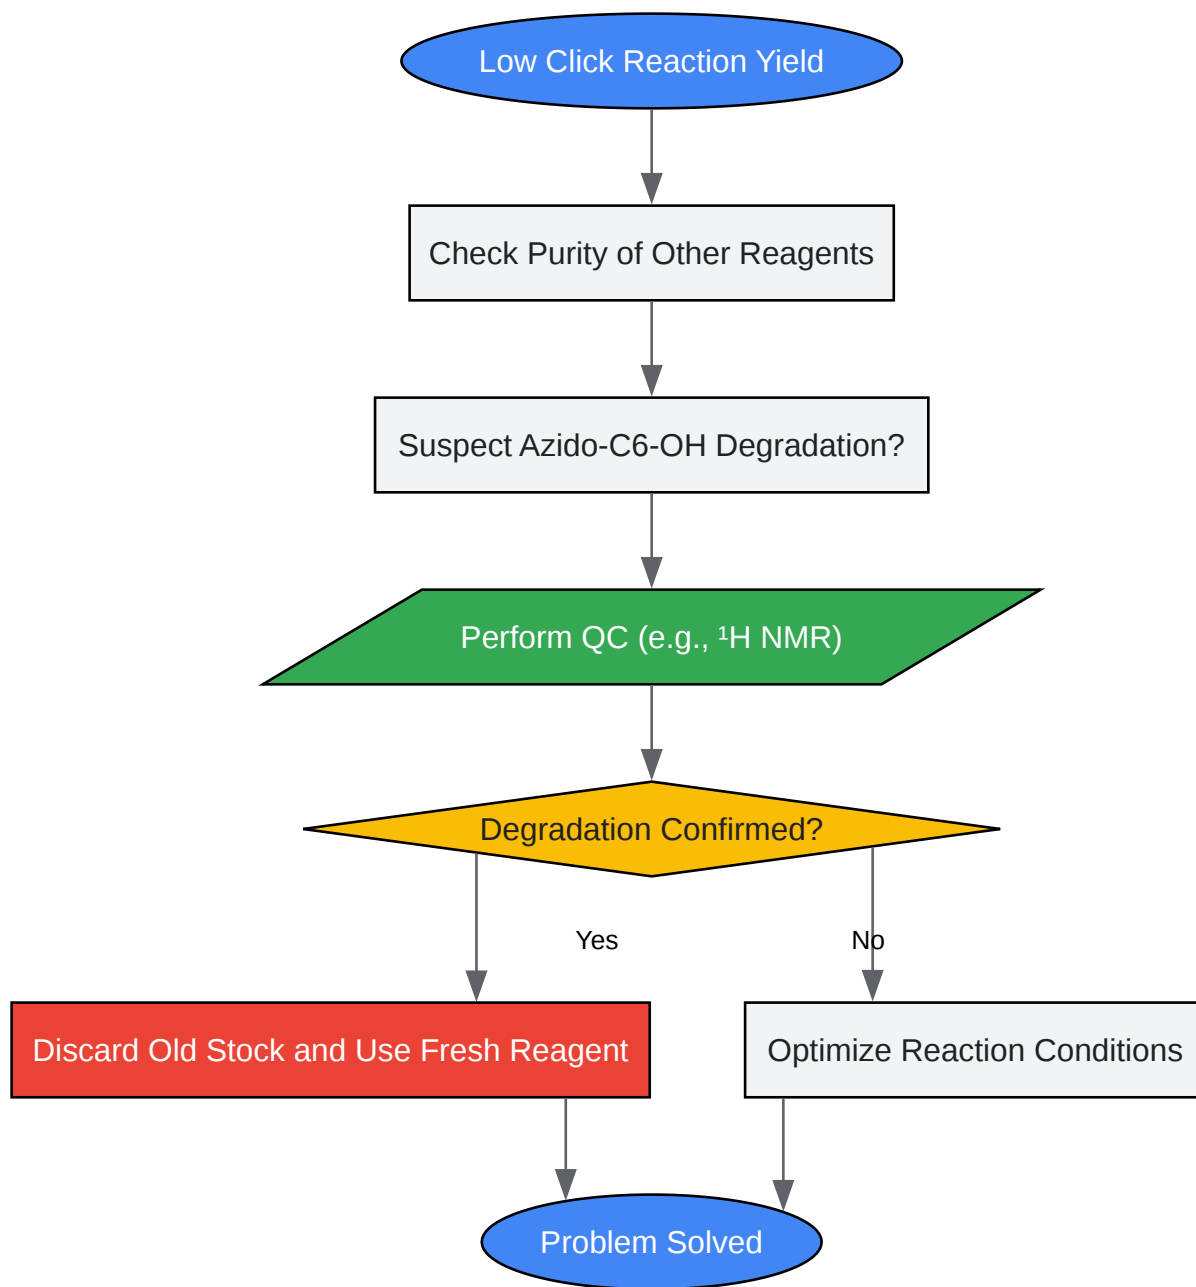 Low Click Reaction Yield
Check Purity of Other Reagents
Suspect Azido-C6-OH Degradation?
Perform QC (e.g., ¹H NMR)
Degradation Confirmed?
Yes
No
Discard Old Stock and Use Fresh Reagent
Optimize Reaction Conditions
Problem Solved